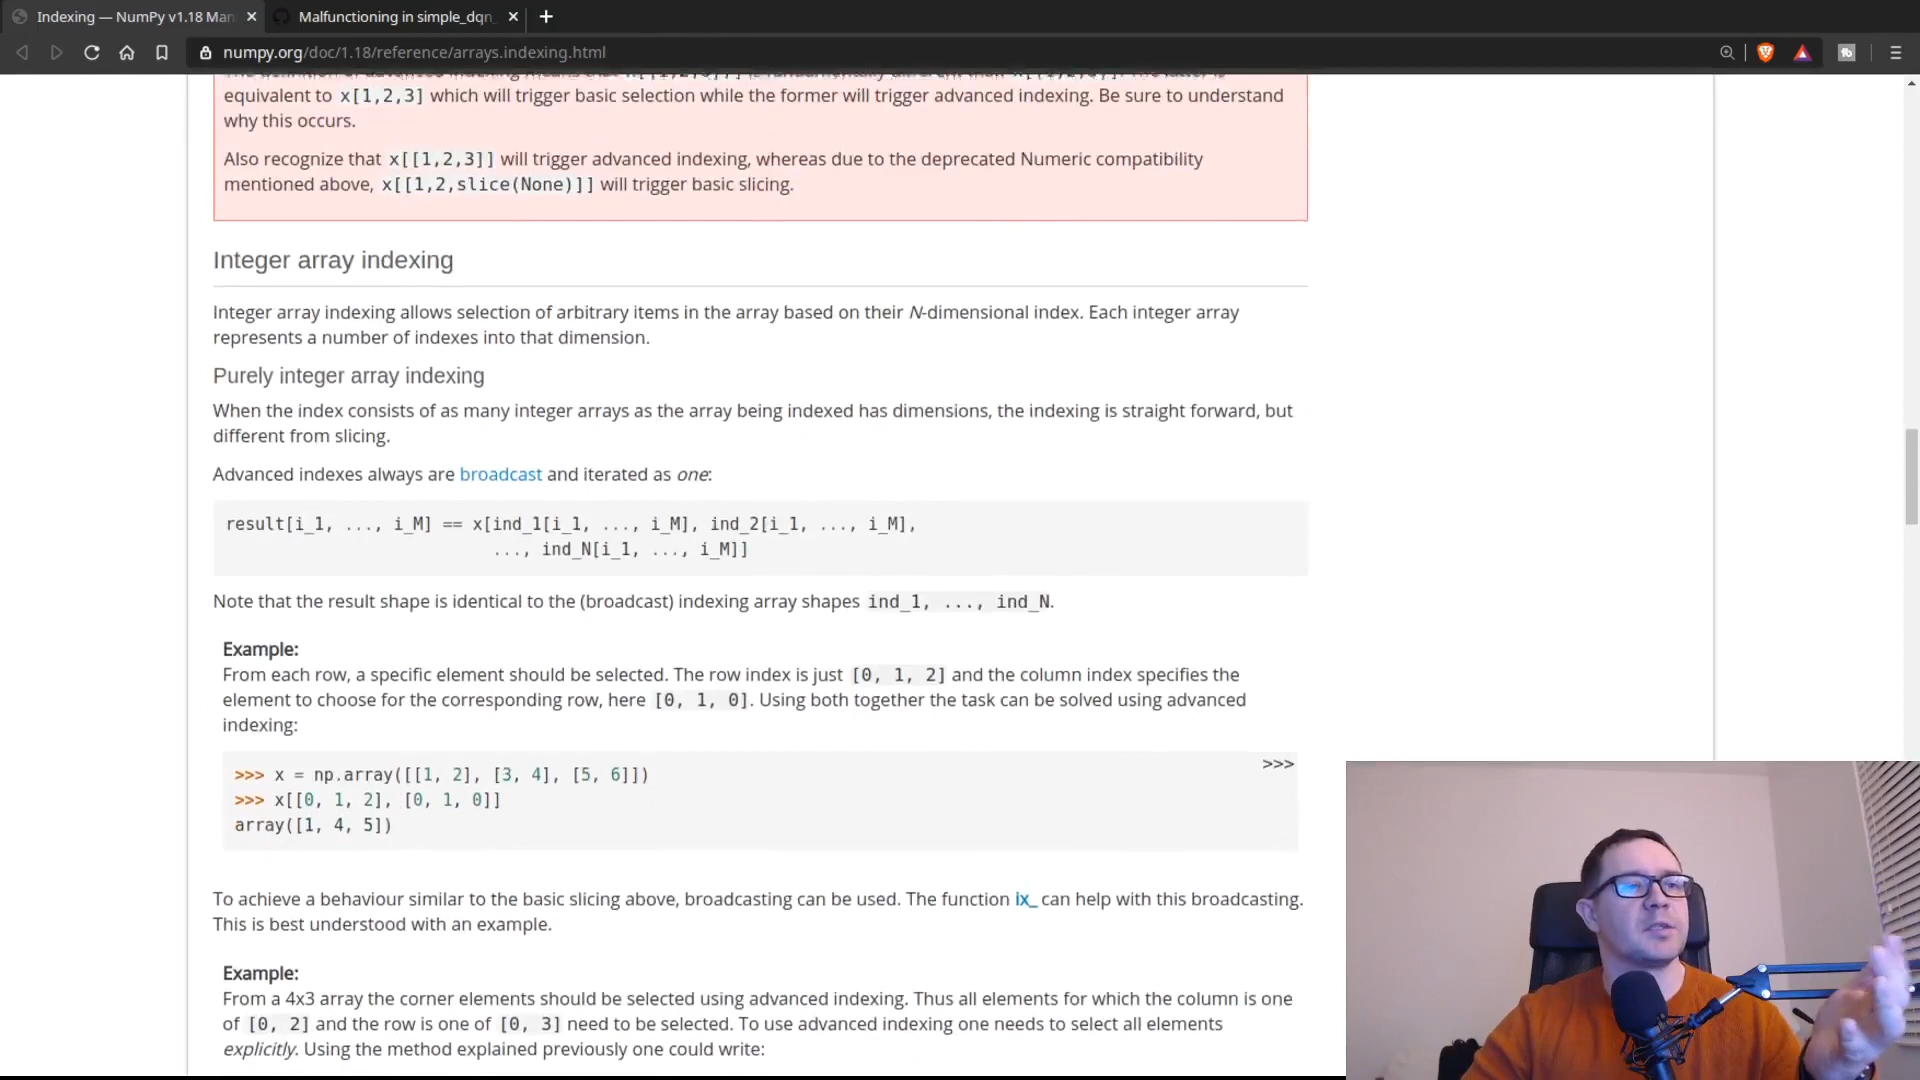 Indexing — NumPy v1.18 Man
Malfunctioning in simple_dqn_
numpy.org/doc/1.18/reference/arrays.indexing.html
equivalent to x[1,2,3] which will trigger basic selection while the former will trigger advanced indexing. Be sure to understand
why this occurs.
Also recognize that x[[1,2,3]] will trigger advanced indexing, whereas due to the deprecated Numeric compatibility
mentioned above, x[[1,2,slice(None)]] will trigger basic slicing.
Integer array indexing
Integer array indexing allows selection of arbitrary items in the array based on their N-dimensional index. Each integer array
represents a number of indexes into that dimension.
Purely integer array indexing
When the index consists of as many integer arrays as the array being indexed has dimensions, the indexing is straight forward, but
different from slicing.
Advanced indexes always are broadcast and iterated as one:
result[i_1, ..., i_M] == x[ind_1[i_1, ..., i_M], ind_2[i_1, ..., i_M],
..., ind_N[i_1, ..., i_M]]
Note that the result shape is identical to the (broadcast) indexing array shapes ind_1, ..., ind_N.
Example:
From each row, a specific element should be selected. The row index is just [0, 1, 2] and the column index specifies the
element to choose for the corresponding row, here [0, 1, 0]. Using both together the task can be solved using advanced
indexing:
>>>
>>> x = np.array([[1, 2], [3, 4], [5, 6]])
>>> x[[0, 1, 2], [0, 1, 0]]
array([1, 4, 5])
To achieve a behaviour similar to the basic slicing above, broadcasting can be used. The function ix_ can help with this broadcasting.
This is best understood with an example.
Example:
From a 4x3 array the corner elements should be selected using advanced indexing. Thus all elements for which the column is one
of [0, 2] and the row is one of [0, 3] need to be selected. To use advanced indexing one needs to select all elements
explicitly. Using the method explained previously one could write: